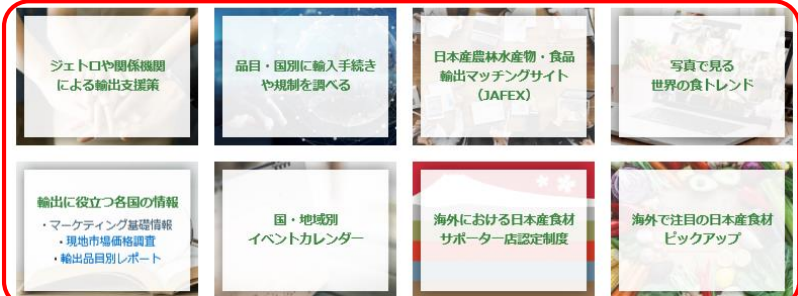 ジェトロや関係機関
による輸出支援策
品目・国別に輸入手続き
や規制を調べる
日本産農林水産物・食品
輸出マッチングサイト
（JAFEX）
写真で見る
世界の食トレンド
輸出に役立つ各国の情報
・マーケティング基礎情報
・現地市場価格調査
・輸出品目別レポート
国・地域別
イベントカレンダー
海外における日本産食材
サポーター店認定制度
海外で注目の日本産食材
ピックアップ